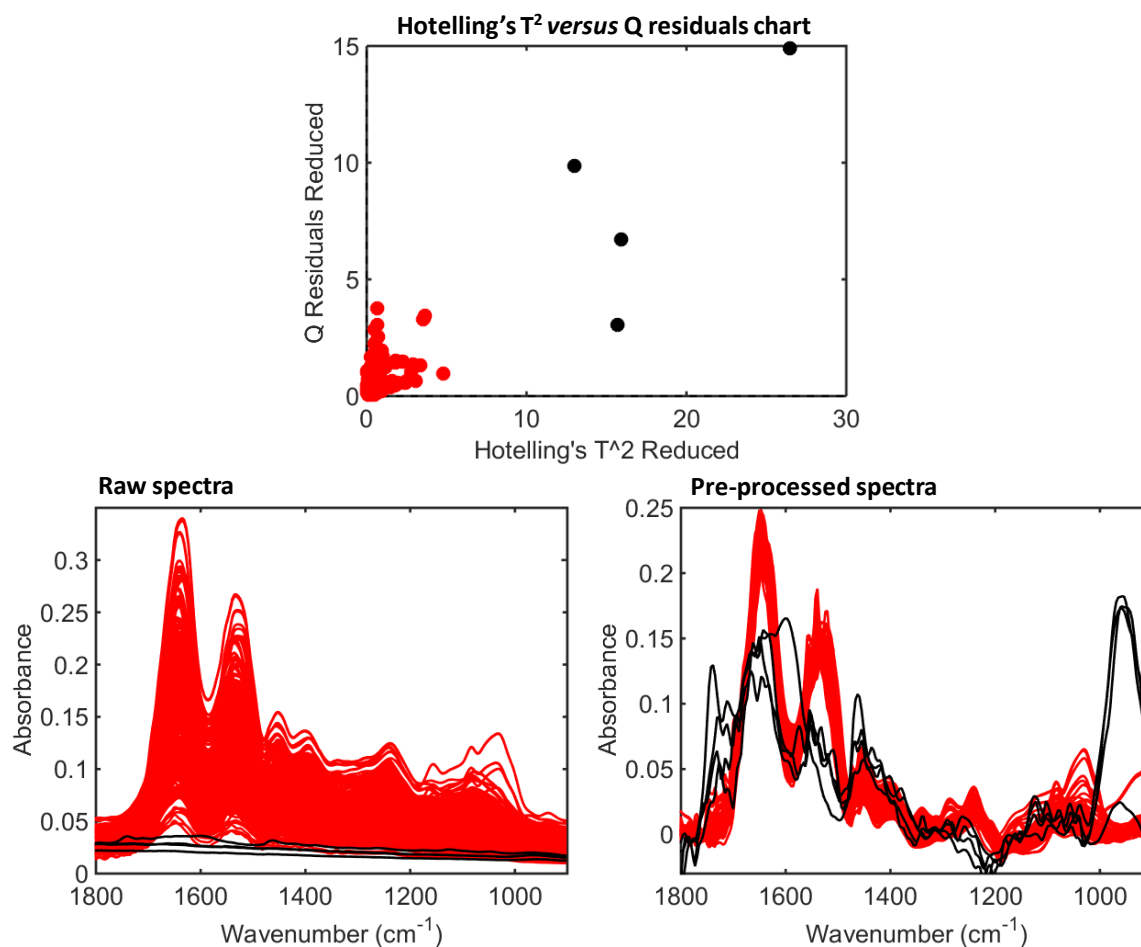 Hotelling's T² versus Q residuals chart
15
10
5
0
Q Residuals Reduced
0 10 20 30
Hotelling's T^2 Reduced
Raw spectra
0.3
0.25
0.2
0.15
0.1
0.05
0
Absorbance
1800 1600 1400 1200 1000
Wavenumber (cm⁻¹)
Pre-processed spectra
0.25
0.2
0.15
0.1
0.05
0
Absorbance
1800 1600 1400 1200 1000
Wavenumber (cm⁻¹)